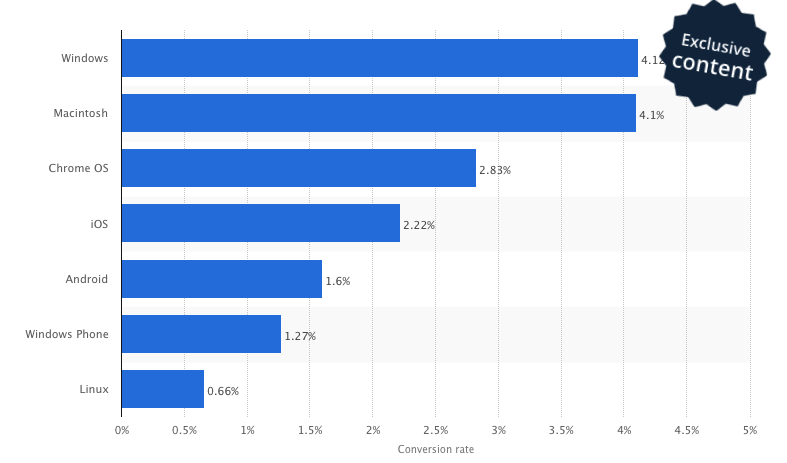 Exclusive
content
Windows 4.12
Macintosh 4.1%
Chrome OS 2.83%
iOS 2.22%
Android 1.6%
Windows Phone 1.27%
Linux 0.66%
0% 0.5% 1% 1.5% 2% 2.5% 3% 3.5% 4% 4.5% 5%
Conversion rate